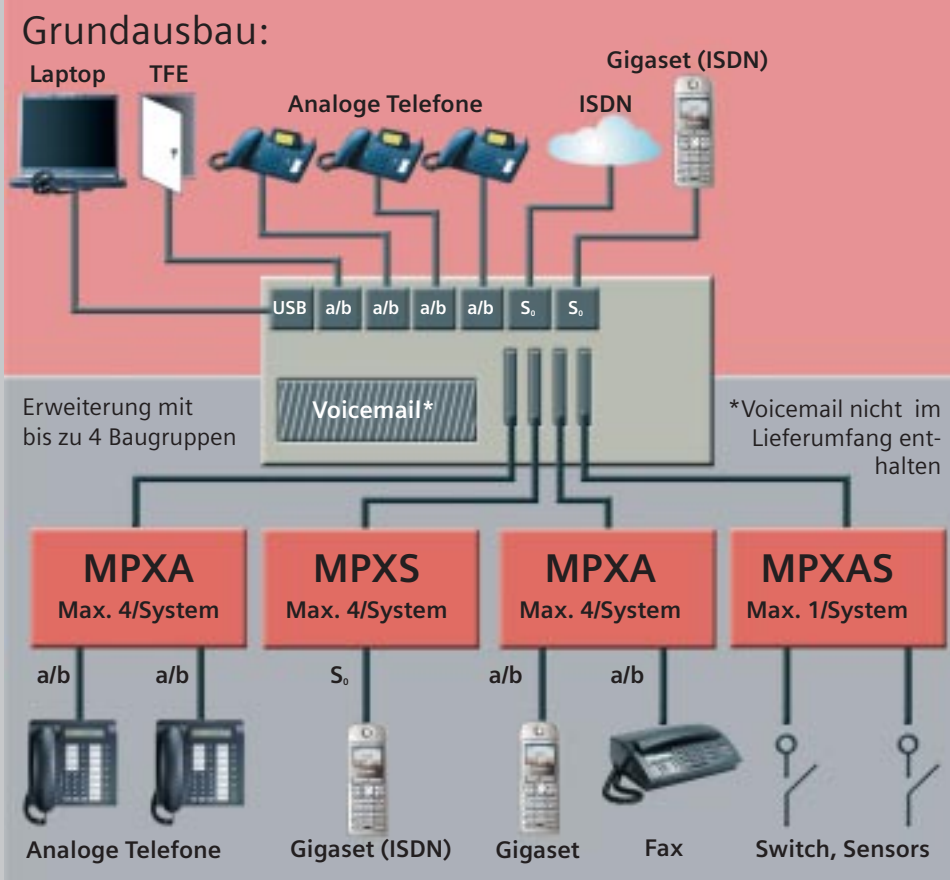 Grundausbau:
Laptop
TFE
Analoge Telefone
ISDN
Gigaset (ISDN)
USB
a/b
a/b
a/b
a/b
S₀
S₀
Voicemail*
Erweiterung mit
bis zu 4 Baugruppen
*Voicemail nicht im
Lieferumfang ent-
halten
MPXA
Max. 4/System
MPXS
Max. 4/System
MPXA
Max. 4/System
MPXAS
Max. 1/System
a/b
a/b
S₀
a/b
a/b
Analoge Telefone
Gigaset (ISDN)
Gigaset
Fax
Switch, Sensors